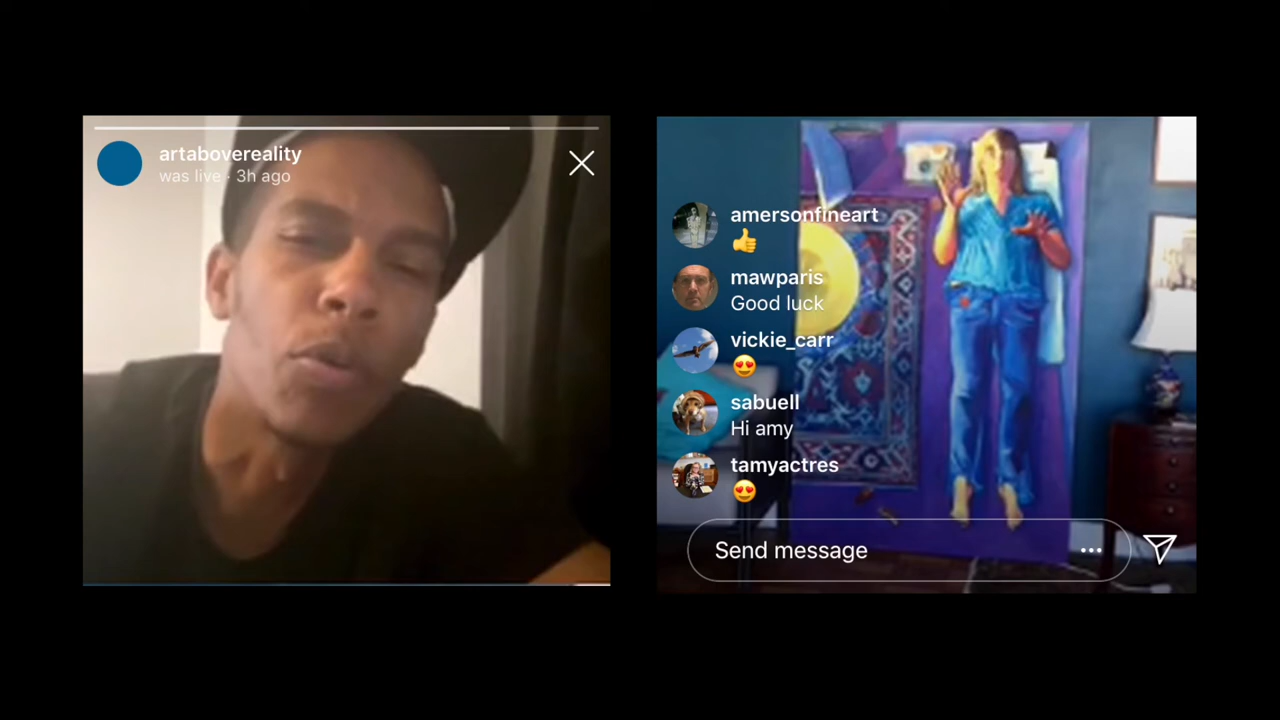 artabovereality
was live · 3h ago
amersonfineart
👍
mawparis
Good luck
vickie_carr
😍
sabuell
Hi amy
tamyactres
😍
Send message